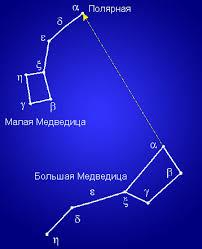 α Полярная
δ
ε
η ξ
γ β
Малая Медведица
α
Большая Медведица
β
ε ξ γ
δ
η